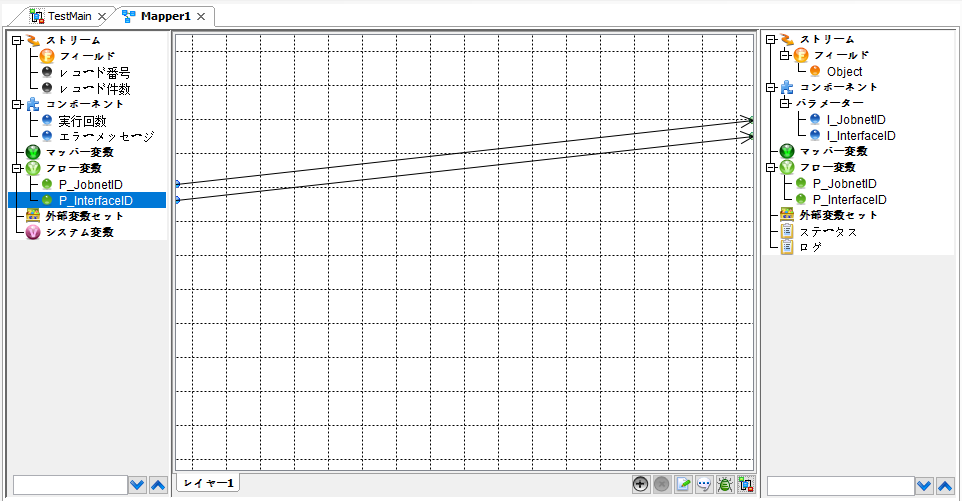 TestMain
Mapper1
ストリーム
フィールド
レコード番号
レコード件数
コンポーネント
実行回数
エラーメッセージ
マッパー変数
フロー変数
P_JobnetID
P_InterfaceID
外部変数セット
システム変数
レイヤー1
ストリーム
フィールド
Object
コンポーネント
パラメーター
I_JobnetID
I_InterfaceID
マッパー変数
フロー変数
P_JobnetID
P_InterfaceID
外部変数セット
ステータス
ログ